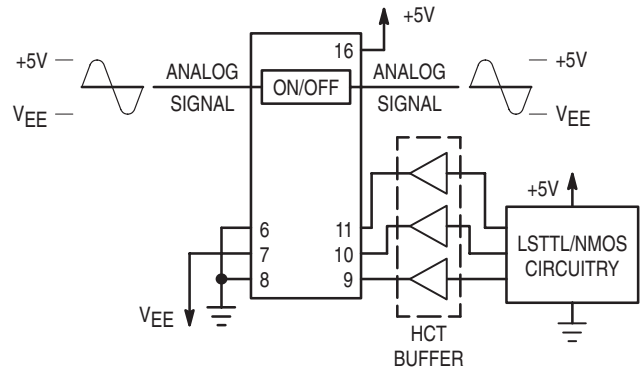 +5V
16
+5V
ANALOG
SIGNAL
ON/OFF
ANALOG
SIGNAL
+5V
VEE
VEE
+5V
6
7
8
11
10
9
LSTTL/NMOS
CIRCUITRY
VEE
HCT
BUFFER